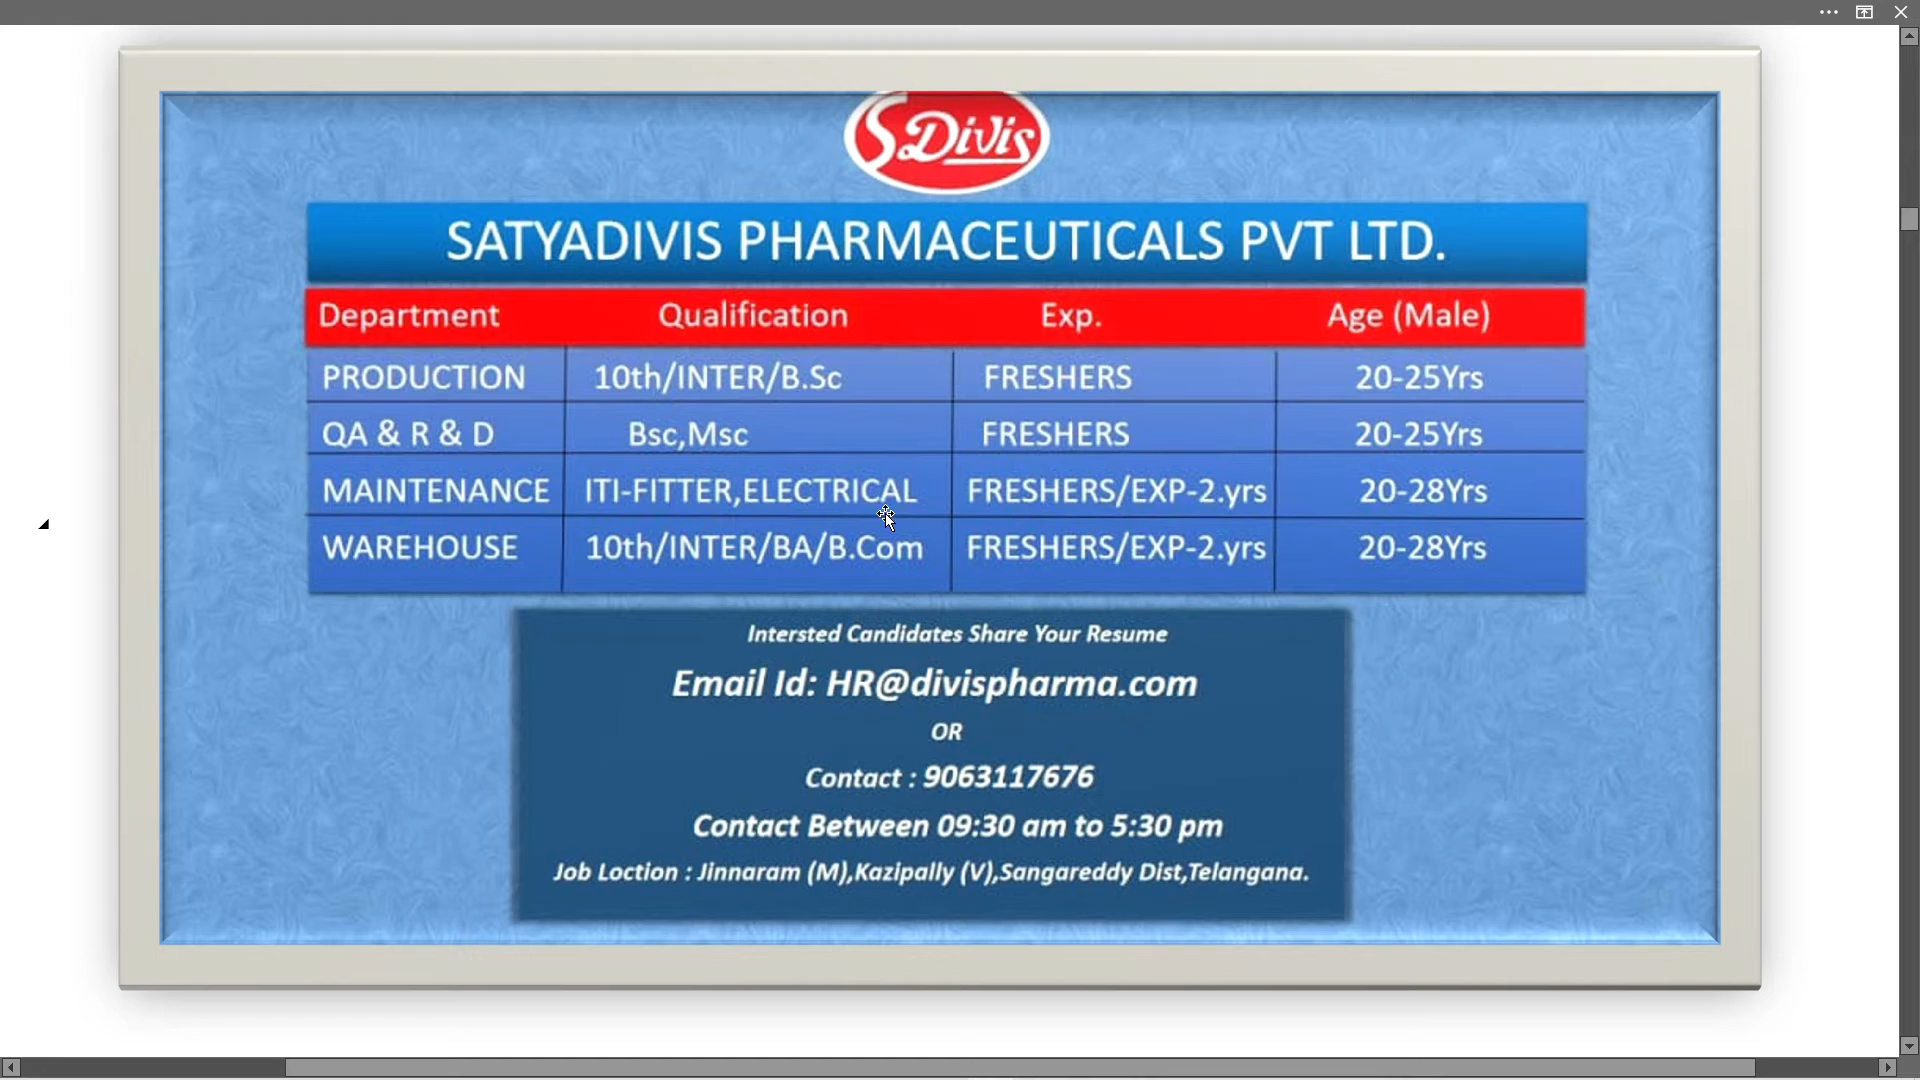 SDivis
SATYADIVIS PHARMACEUTICALS PVT LTD.
Department Qualification Exp. Age (Male)
PRODUCTION 10th/INTER/B.Sc FRESHERS 20-25Yrs
QA & R & D Bsc,Msc FRESHERS 20-25Yrs
MAINTENANCE ITI-FITTER,ELECTRICAL FRESHERS/EXP-2.yrs 20-28Yrs
WAREHOUSE 10th/INTER/BA/B.Com FRESHERS/EXP-2.yrs 20-28Yrs
Intersted Candidates Share Your Resume
Email Id: HR@divispharma.com
OR
Contact : 9063117676
Contact Between 09:30 am to 5:30 pm
Job Loction : Jinnaram (M),Kazipally (V),Sangareddy Dist,Telangana.